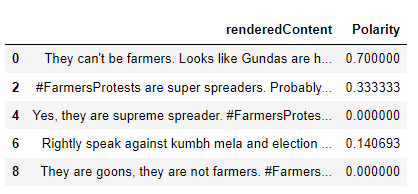 renderedContent Polarity
0 They can't be farmers. Looks like Gundas are h... 0.700000
2 #FarmersProtests are super spreaders. Probably... 0.333333
4 Yes, they are supreme spreader. #FarmersProtes... 0.000000
6 Rightly speak against kumbh mela and election ... 0.140693
8 They are goons, they are not farmers. #Farmers... 0.000000